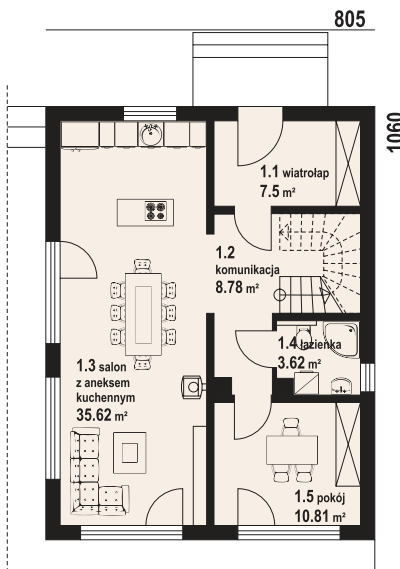 805
1060
1.1 wiatrołap
7.5 m²
1.2
komunikacja
8.78 m²
1.3 salon
z aneksem
kuchennym
35.62 m²
1.4 łazienka
3.62 m²
1.5 pokój
10.81 m²